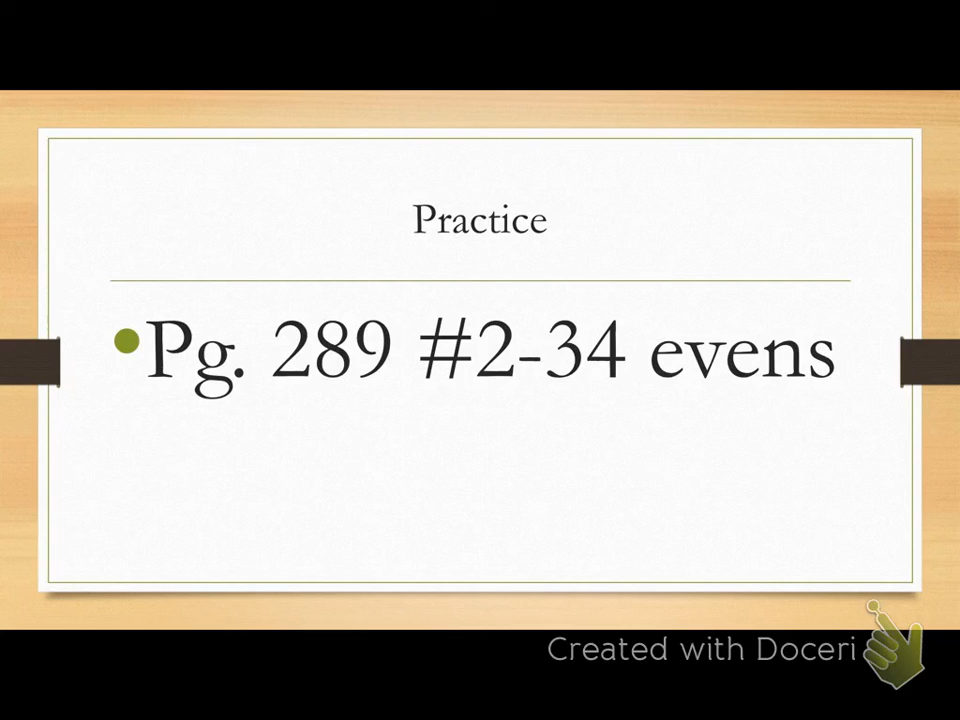 Practice
•Pg. 289 #2-34 evens
Created with Doceri